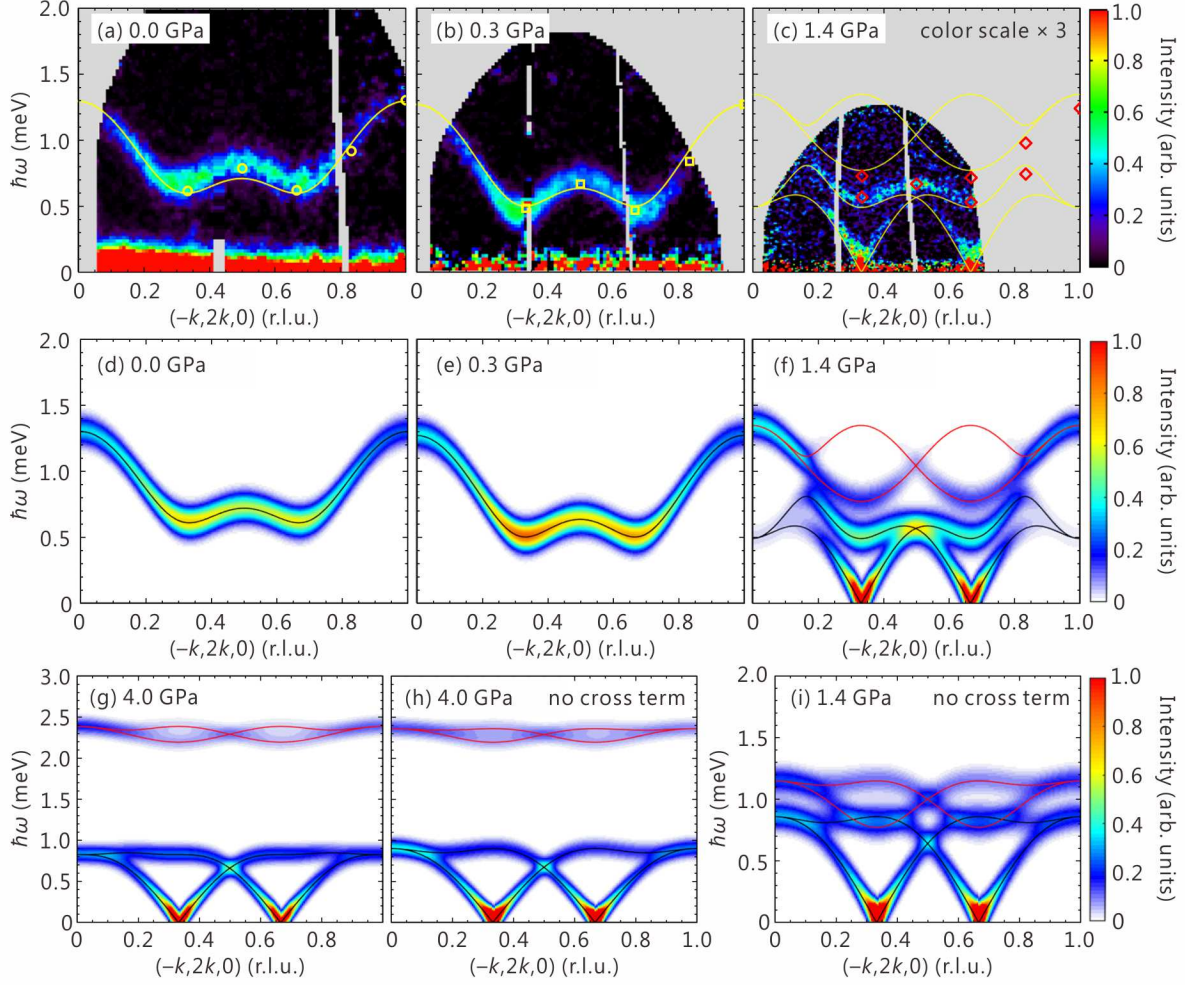 (a) 0.0 GPa
(b) 0.3 GPa
(c) 1.4 GPa
color scale × 3
2.0
1.5
1.0
0.5
0
ħω (meV)
0 0.2 0.4 0.6 0.8
0 0.2 0.4 0.6 0.8
0 0.2 0.4 0.6 0.8 1.0
(−k,2k,0) (r.l.u.)
(−k,2k,0) (r.l.u.)
(−k,2k,0) (r.l.u.)
1.0
0.8
0.6
0.4
0.2
0
Intensity (arb. units)
(d) 0.0 GPa
(e) 0.3 GPa
(f) 1.4 GPa
2.0
1.5
1.0
0.5
0
ħω (meV)
0 0.2 0.4 0.6 0.8
0 0.2 0.4 0.6 0.8
0 0.2 0.4 0.6 0.8 1.0
(−k,2k,0) (r.l.u.)
(−k,2k,0) (r.l.u.)
(−k,2k,0) (r.l.u.)
1.0
0.8
0.6
0.4
0.2
0
Intensity (arb. units)
(g) 4.0 GPa
(h) 4.0 GPa
no cross term
3.0
2.5
2.0
1.5
1.0
0.5
0
ħω (meV)
0 0.2 0.4 0.6 0.8
0 0.2 0.4 0.6 0.8 1.0
(−k,2k,0) (r.l.u.)
(−k,2k,0) (r.l.u.)
(i) 1.4 GPa
no cross term
2.0
1.5
1.0
0.5
0
ħω (meV)
0 0.2 0.4 0.6 0.8 1.0
(−k,2k,0) (r.l.u.)
1.0
0.8
0.6
0.4
0.2
0
Intensity (arb. units)